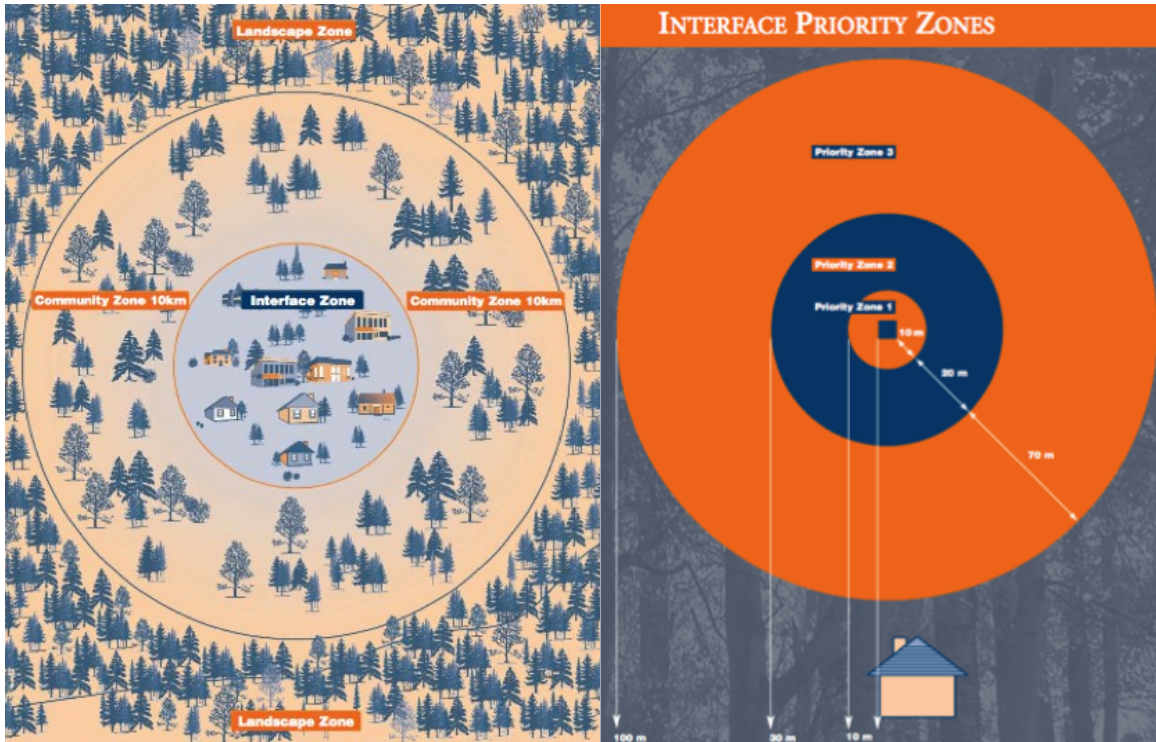 Landscape Zone
Community Zone 10km
Interface Zone
Community Zone 10km
Landscape Zone
INTERFACE PRIORITY ZONES
Priority Zone 3
Priority Zone 2
Priority Zone 1
10 m
20 m
70 m
100 m
30 m
10 m